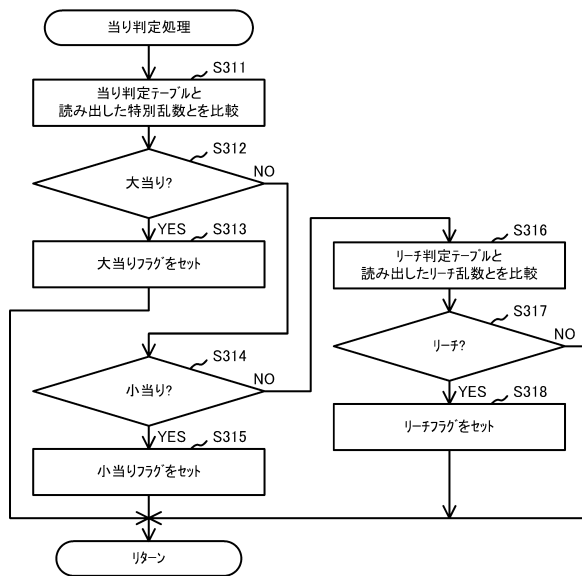 当り判定処理
S311
当り判定テーブルと
読み出した特別乱数とを比較
S312
大当り?
NO
YES
S313
大当りフラグをセット
S314
小当り?
NO
YES
S315
小当りフラグをセット
S316
リーチ判定テーブルと
読み出したリーチ乱数とを比較
S317
リーチ?
NO
YES
S318
リーチフラグをセット
リターン